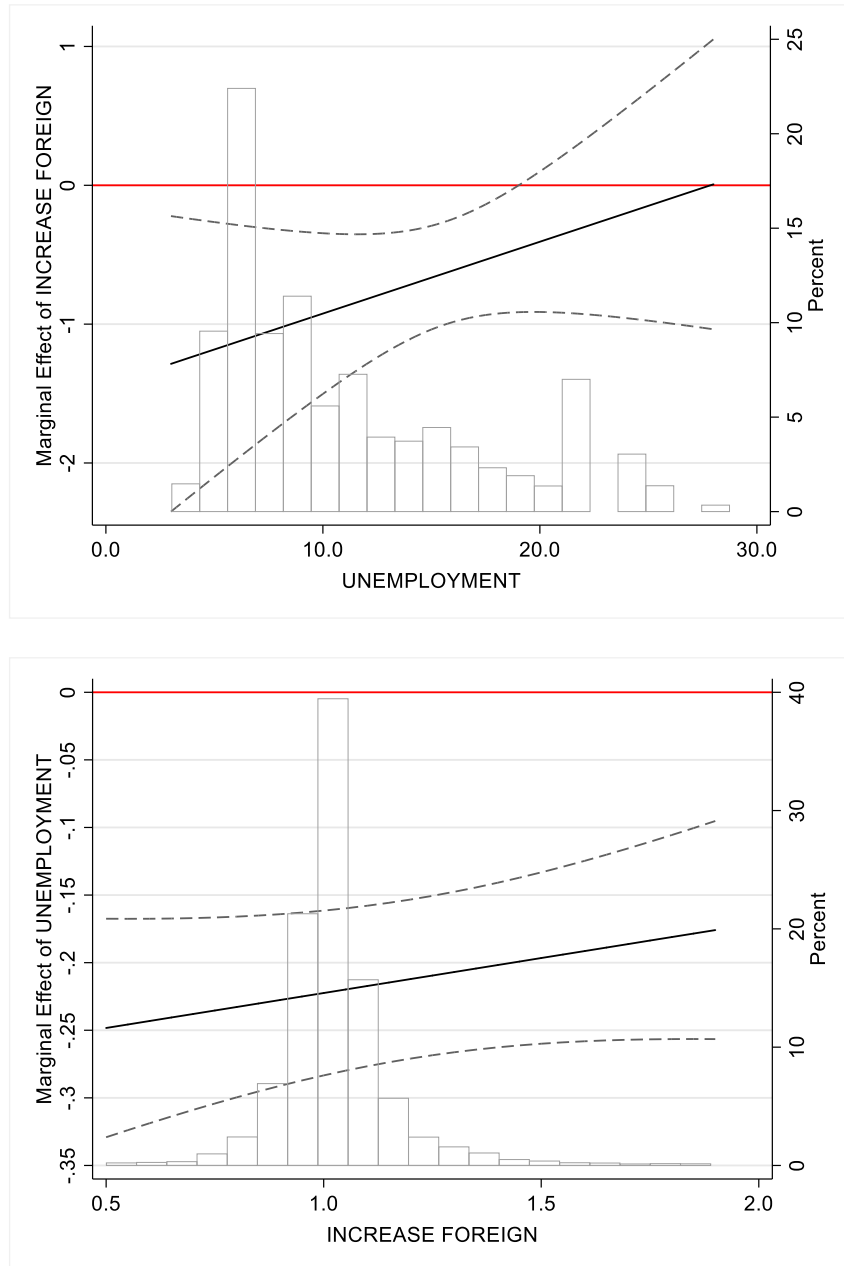 Marginal Effect of INCREASE FOREIGN
1
0
-1
-2
25
20
15
10
5
0
Percent
0.0 10.0 20.0 30.0
UNEMPLOYMENT
Marginal Effect of UNEMPLOYMENT
0
-.05
-.1
-.15
-.2
-.25
-.3
-.35
40
30
20
10
0
Percent
0.5 1.0 1.5 2.0
INCREASE FOREIGN